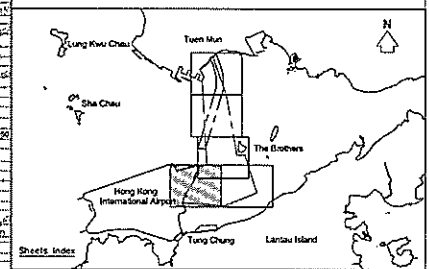 Lung Kwu Chau
Tuen Mun
N
Sha Chau
The Brothers
Hong Kong
International Airport
Tung Chung
Lantau Island
Sheets Index